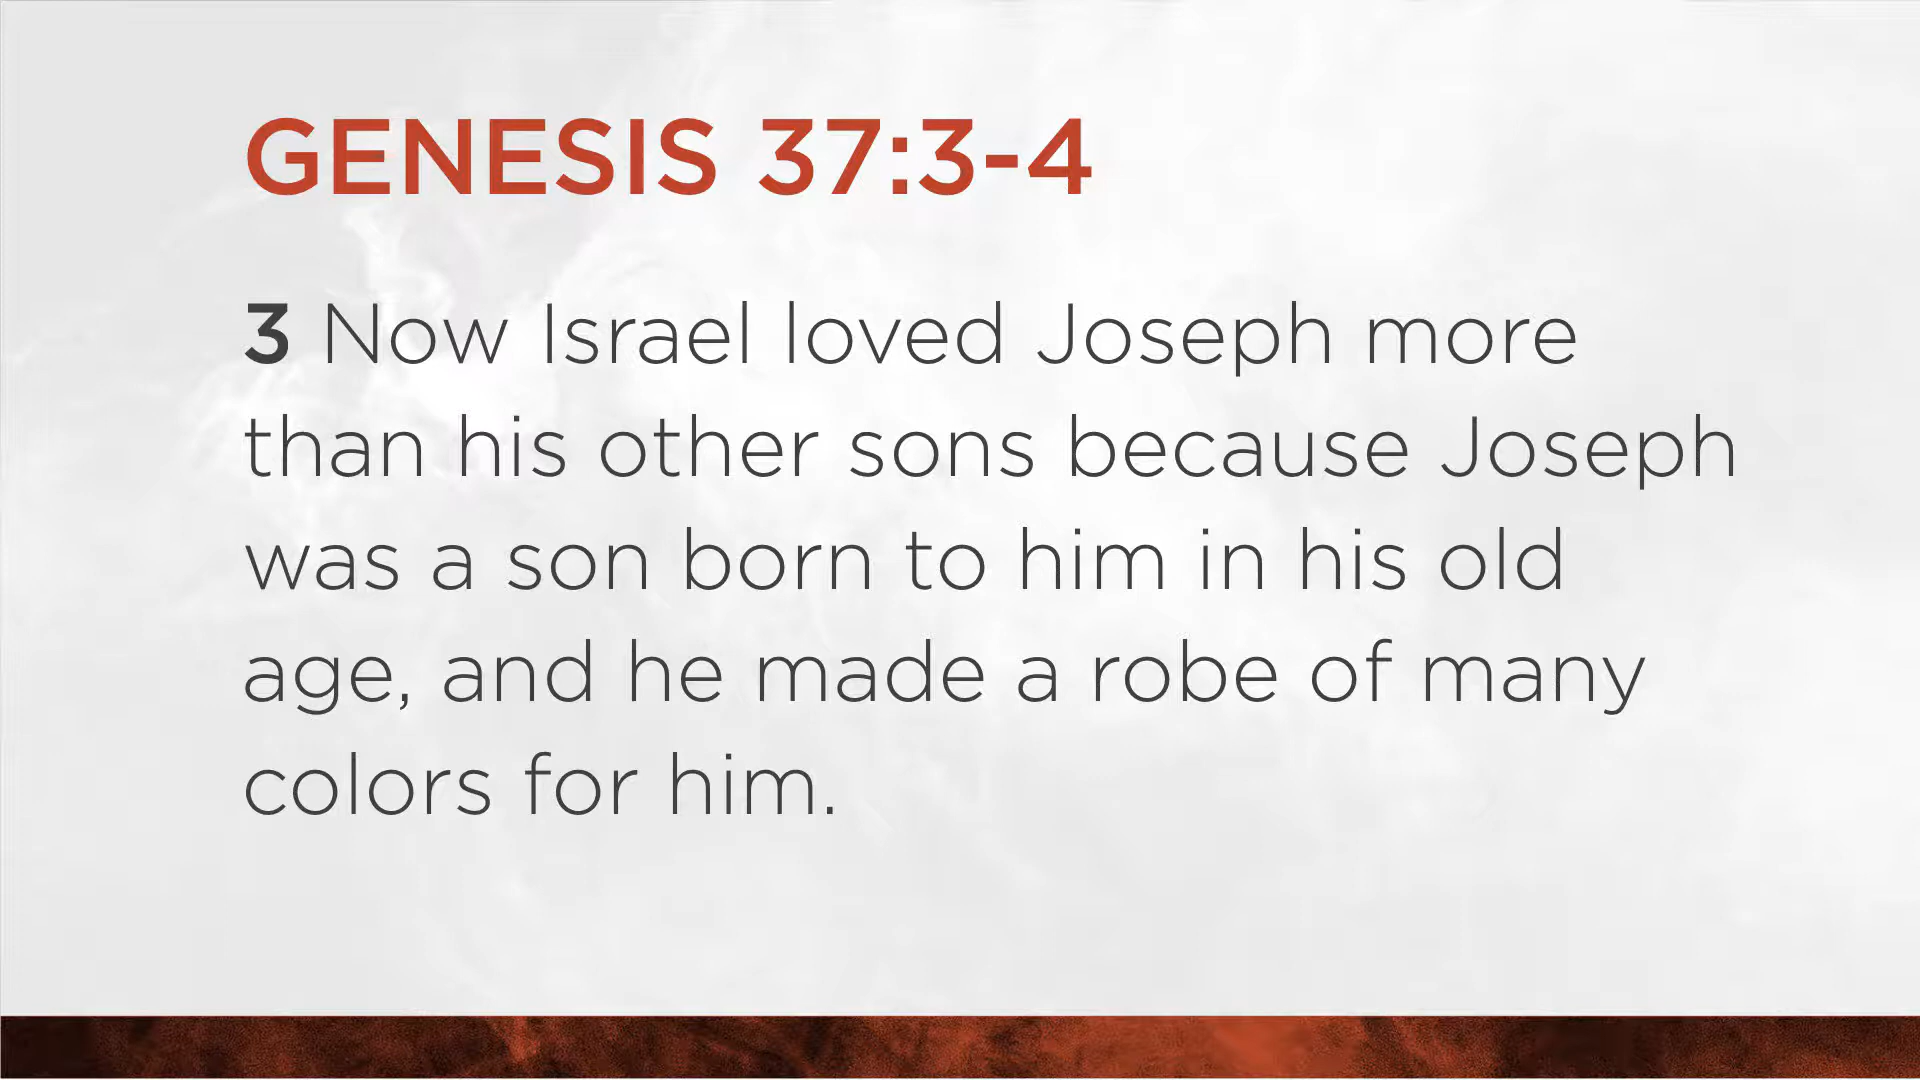 GENESIS 37:3-4
3 Now Israel loved Joseph more
than his other sons because Joseph
was a son born to him in his old
age, and he made a robe of many
colors for him.